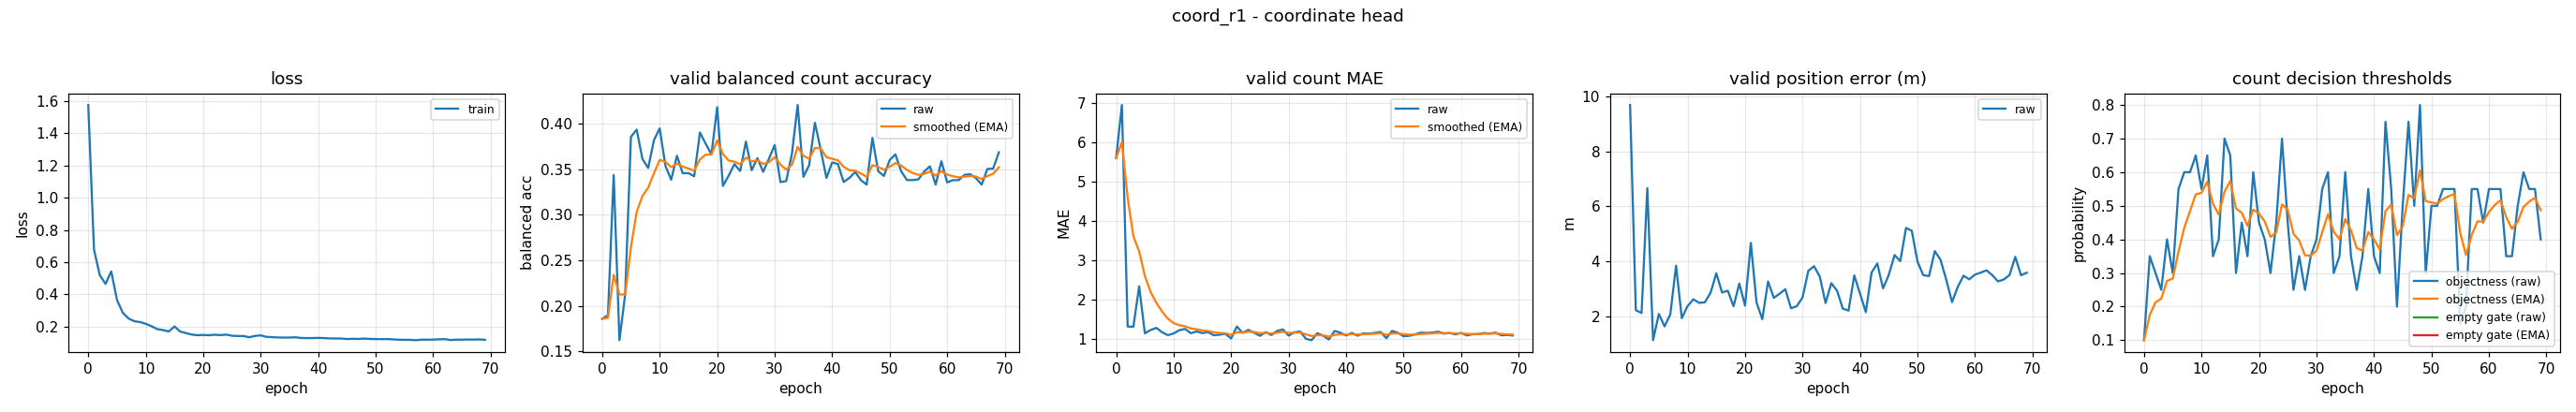 coord_r1 - coordinate head
loss
train
loss
1.6
1.4
1.2
1.0
0.8
0.6
0.4
0.2
0 10 20 30 40 50 60 70
epoch
valid balanced count accuracy
raw
smoothed (EMA)
balanced acc
0.40
0.35
0.30
0.25
0.20
0.15
0 10 20 30 40 50 60 70
epoch
valid count MAE
raw
smoothed (EMA)
MAE
7
6
5
4
3
2
1
0 10 20 30 40 50 60 70
epoch
valid position error (m)
raw
m
10
8
6
4
2
0 10 20 30 40 50 60 70
epoch
count decision thresholds
probability
0.8
0.7
0.6
0.5
0.4
0.3
0.2
0.1
objectness (raw)
objectness (EMA)
empty gate (raw)
empty gate (EMA)
0 10 20 30 40 50 60 70
epoch